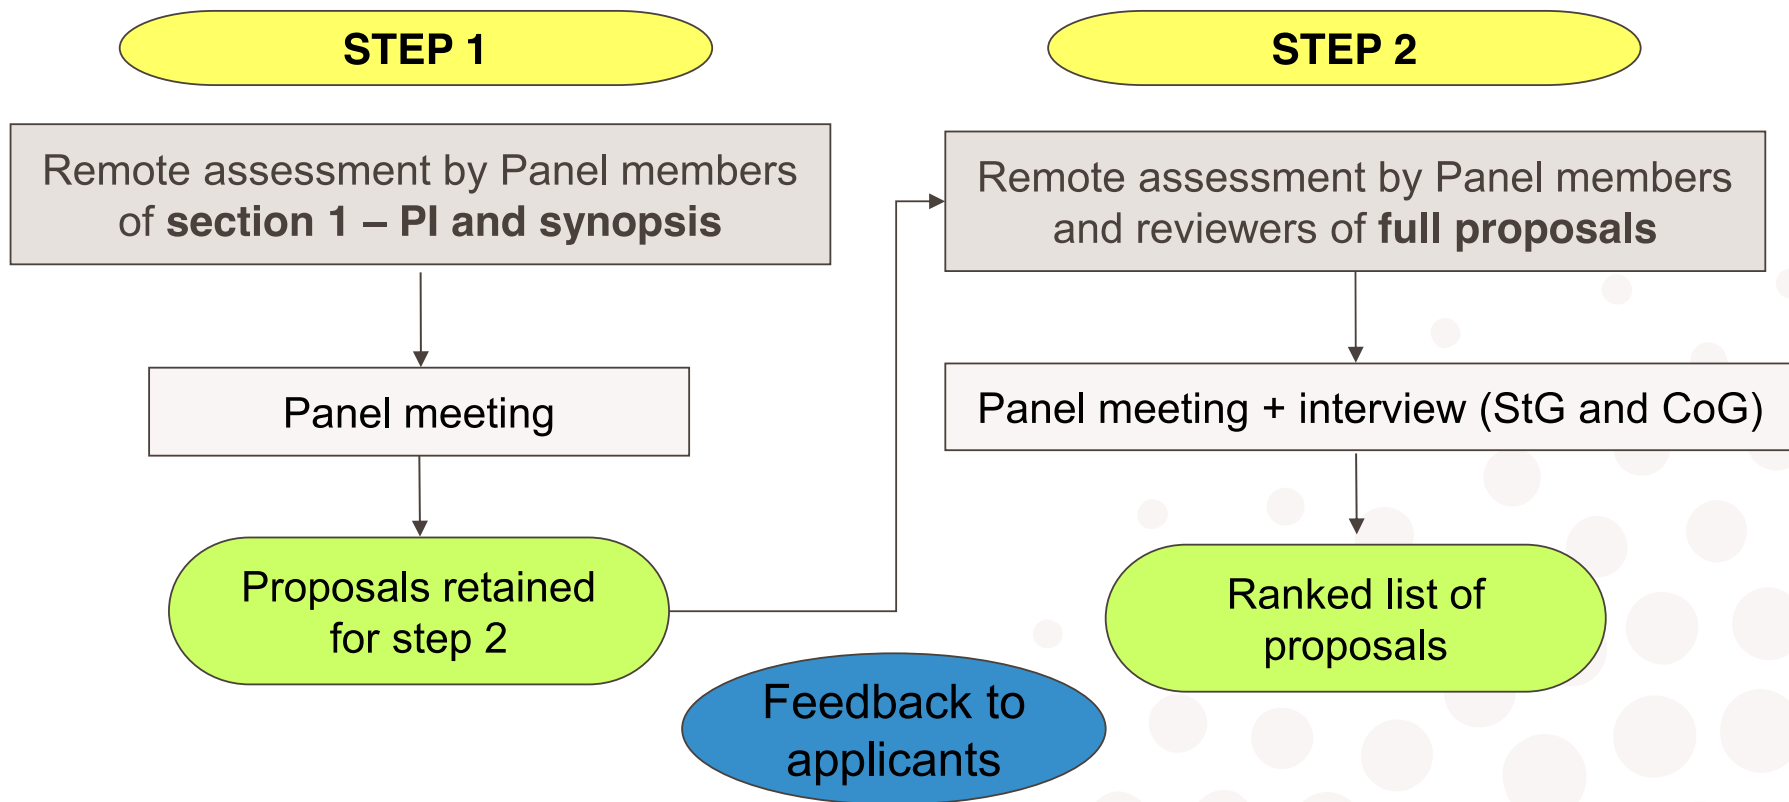 STEP 1
Remote assessment by Panel members
of section 1 – PI and synopsis
Panel meeting
Proposals retained
for step 2
STEP 2
Remote assessment by Panel members
and reviewers of full proposals
Panel meeting + interview (StG and CoG)
Ranked list of
proposals
Feedback to
applicants